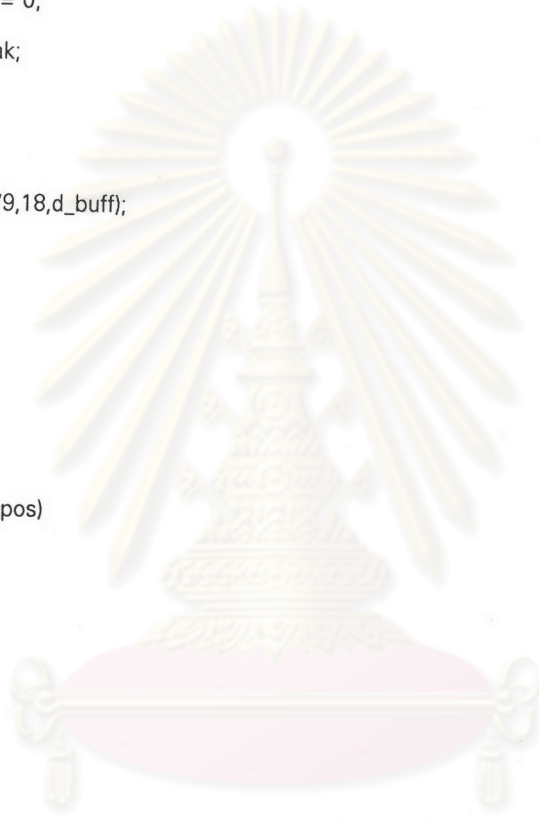 = 0;
ak;
79,18,d_buff);
pos)